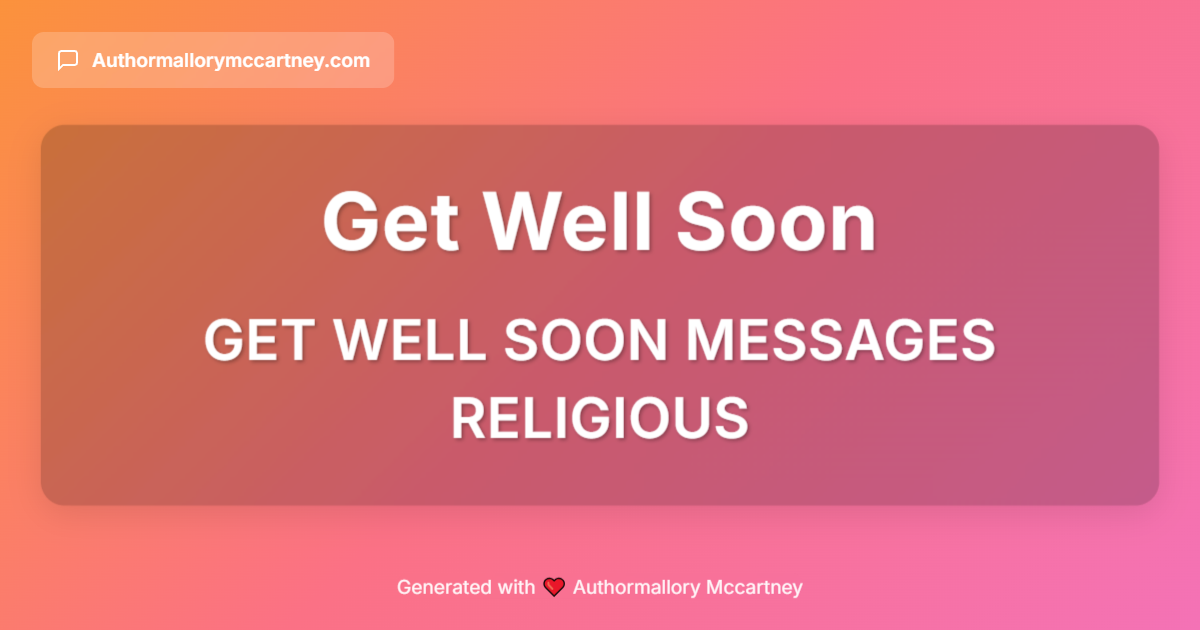 Authormallorymccartney.com
Get Well Soon
GET WELL SOON MESSAGES
RELIGIOUS
Generated with ❤️ Authormallory Mccartney